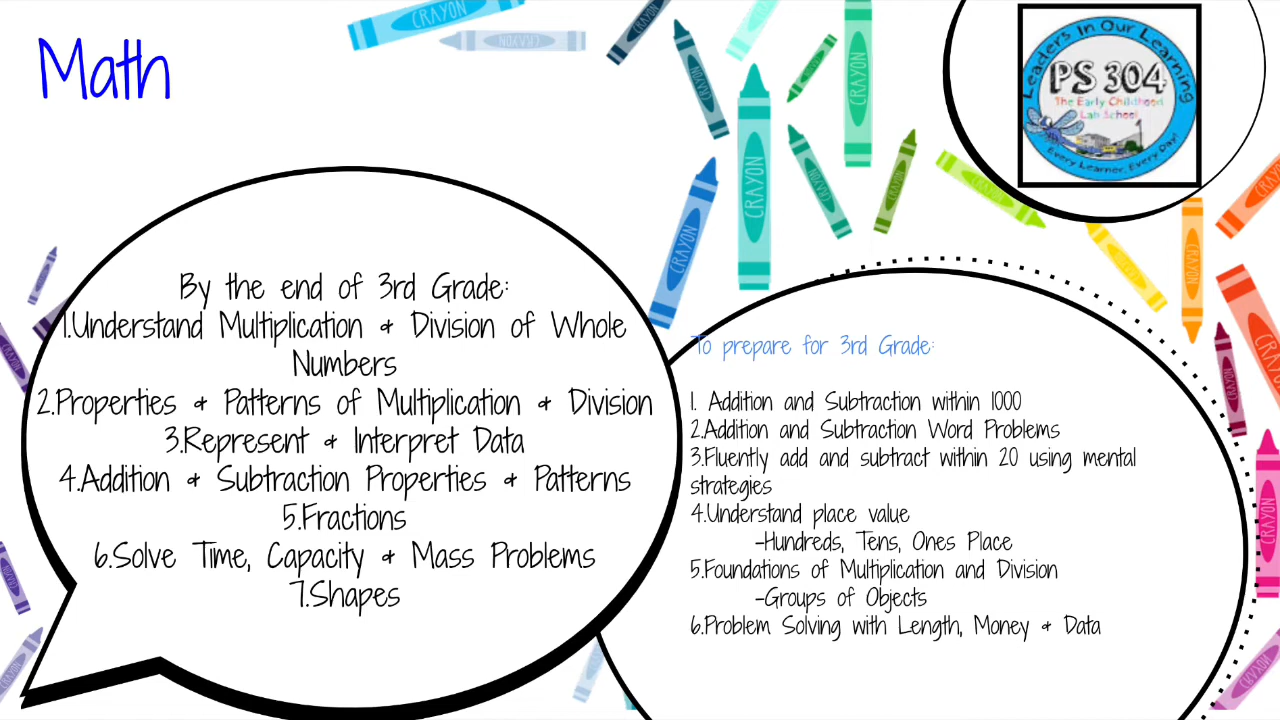 Math
CRAYON
CRAYON
Leaders In Our Learning
PS 304
The Early Childhood
Lab School
Every Learner, Every Day!
By the end of 3rd Grade:
1.Understand Multiplication & Division of Whole
Numbers
2.Properties & Patterns of Multiplication & Division
3.Represent & Interpret Data
4.Addition & Subtraction Properties & Patterns
5.Fractions
6.Solve Time, Capacity & Mass Problems
7.Shapes
To prepare for 3rd Grade:
1. Addition and Subtraction within 1000
2.Addition and Subtraction Word Problems
3.Fluently add and subtract within 20 using mental
strategies
4.Understand place value
-Hundreds, Tens, Ones Place
5.Foundations of Multiplication and Division
-Groups of Objects
6.Problem Solving with Length, Money & Data
CRAYON
CRAYON
CRAYON
CRAYON
CRAYON
CRAYON